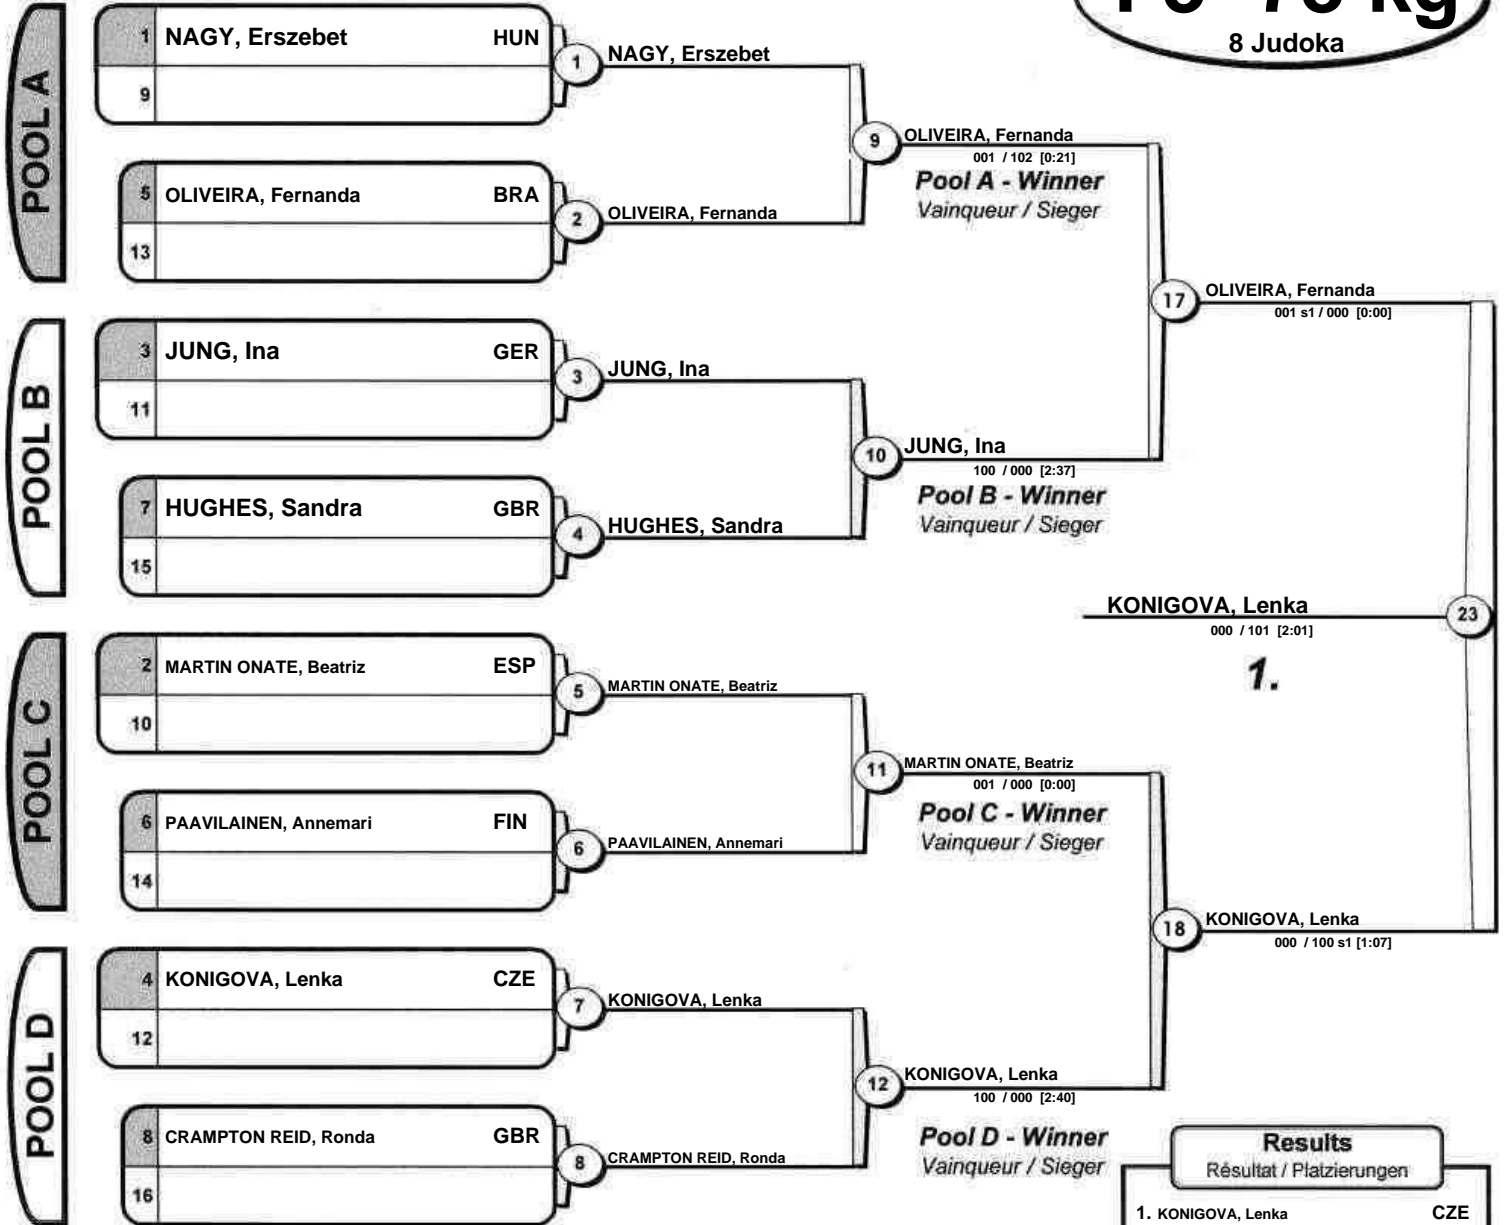 8 Judoka
POOL A
1 NAGY, Erszebet HUN
9
5 OLIVEIRA, Fernanda BRA
13
1 NAGY, Erszebet
2 OLIVEIRA, Fernanda
9 OLIVEIRA, Fernanda
001 / 102 [0:21]
Pool A - Winner
Vainqueur / Sieger
POOL B
3 JUNG, Ina GER
11
7 HUGHES, Sandra GBR
15
3 JUNG, Ina
4 HUGHES, Sandra
10 JUNG, Ina
100 / 000 [2:37]
Pool B - Winner
Vainqueur / Sieger
17 OLIVEIRA, Fernanda
001 s1 / 000 [0:00]
POOL C
2 MARTIN ONATE, Beatriz ESP
10
6 PAAVILAINEN, Annemari FIN
14
5 MARTIN ONATE, Beatriz
6 PAAVILAINEN, Annemari
11 MARTIN ONATE, Beatriz
001 / 000 [0:00]
Pool C - Winner
Vainqueur / Sieger
POOL D
4 KONIGOVA, Lenka CZE
12
8 CRAMPTON REID, Ronda GBR
16
7 KONIGOVA, Lenka
8 CRAMPTON REID, Ronda
12 KONIGOVA, Lenka
100 / 000 [2:40]
Pool D - Winner
Vainqueur / Sieger
18 KONIGOVA, Lenka
000 / 100 s1 [1:07]
KONIGOVA, Lenka 23
000 / 101 [2:01]
1.
Results
Résultat / Platzierungen
1. KONIGOVA, Lenka CZE